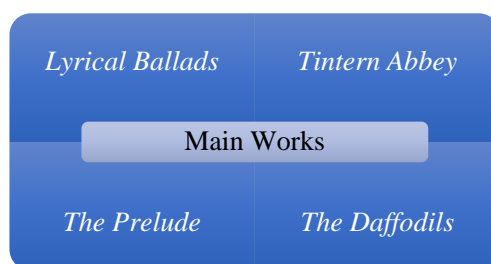 Lyrical Ballads
Tintern Abbey
Main Works
The Prelude
The Daffodils